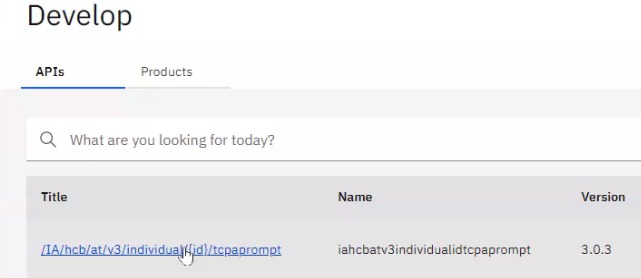 Develop
APIs Products
What are you looking for today?
Title Name Version
/IA/hcb/at/v3/individual/{id}/tcpaprompt iahcbatv3individualidtcpaprompt 3.0.3